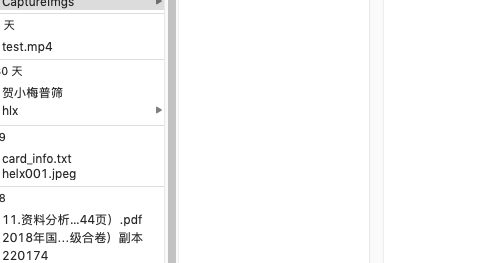 CaptureImgs
天
test.mp4
0 天
贺小梅普筛
hlx
9
card_info.txt
helx001.jpeg
8
11.资料分析...44页）.pdf
2018年国...级合卷）副本
220174